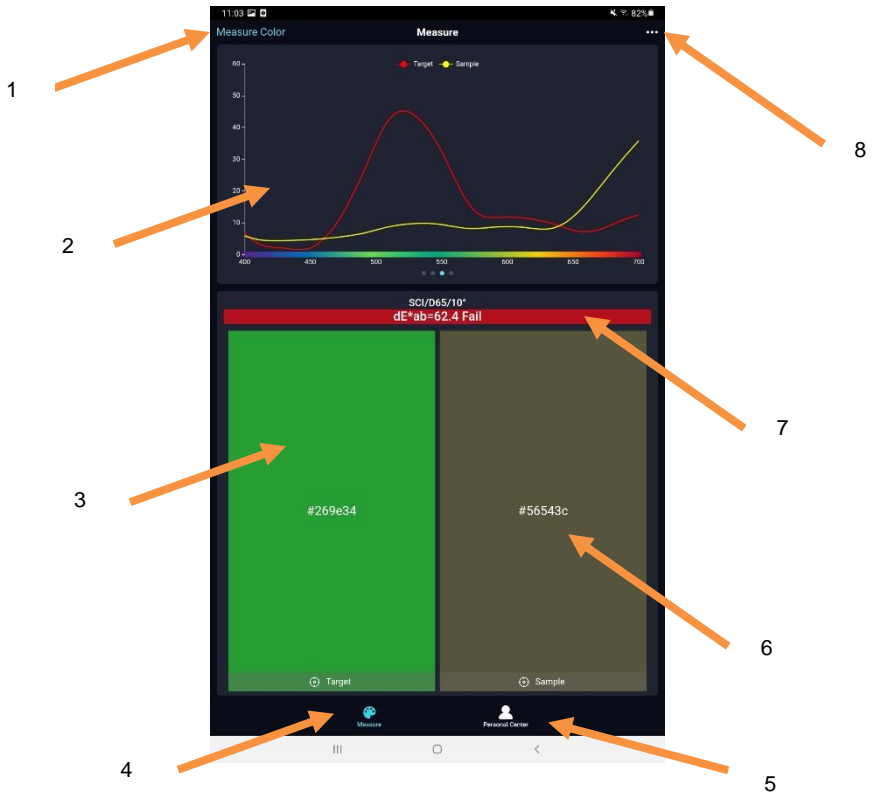 11:03 82%
Measure Color Measure •••
1
60
Target Sample
50
40
8
30
20
2
10
0
400 450 500 550 600 650 700
SCI/D65/10°
dE*ab=62.4 Fail
7
3
#269e34 #56543c
6
Target Sample
Measure Personal Center
4
5